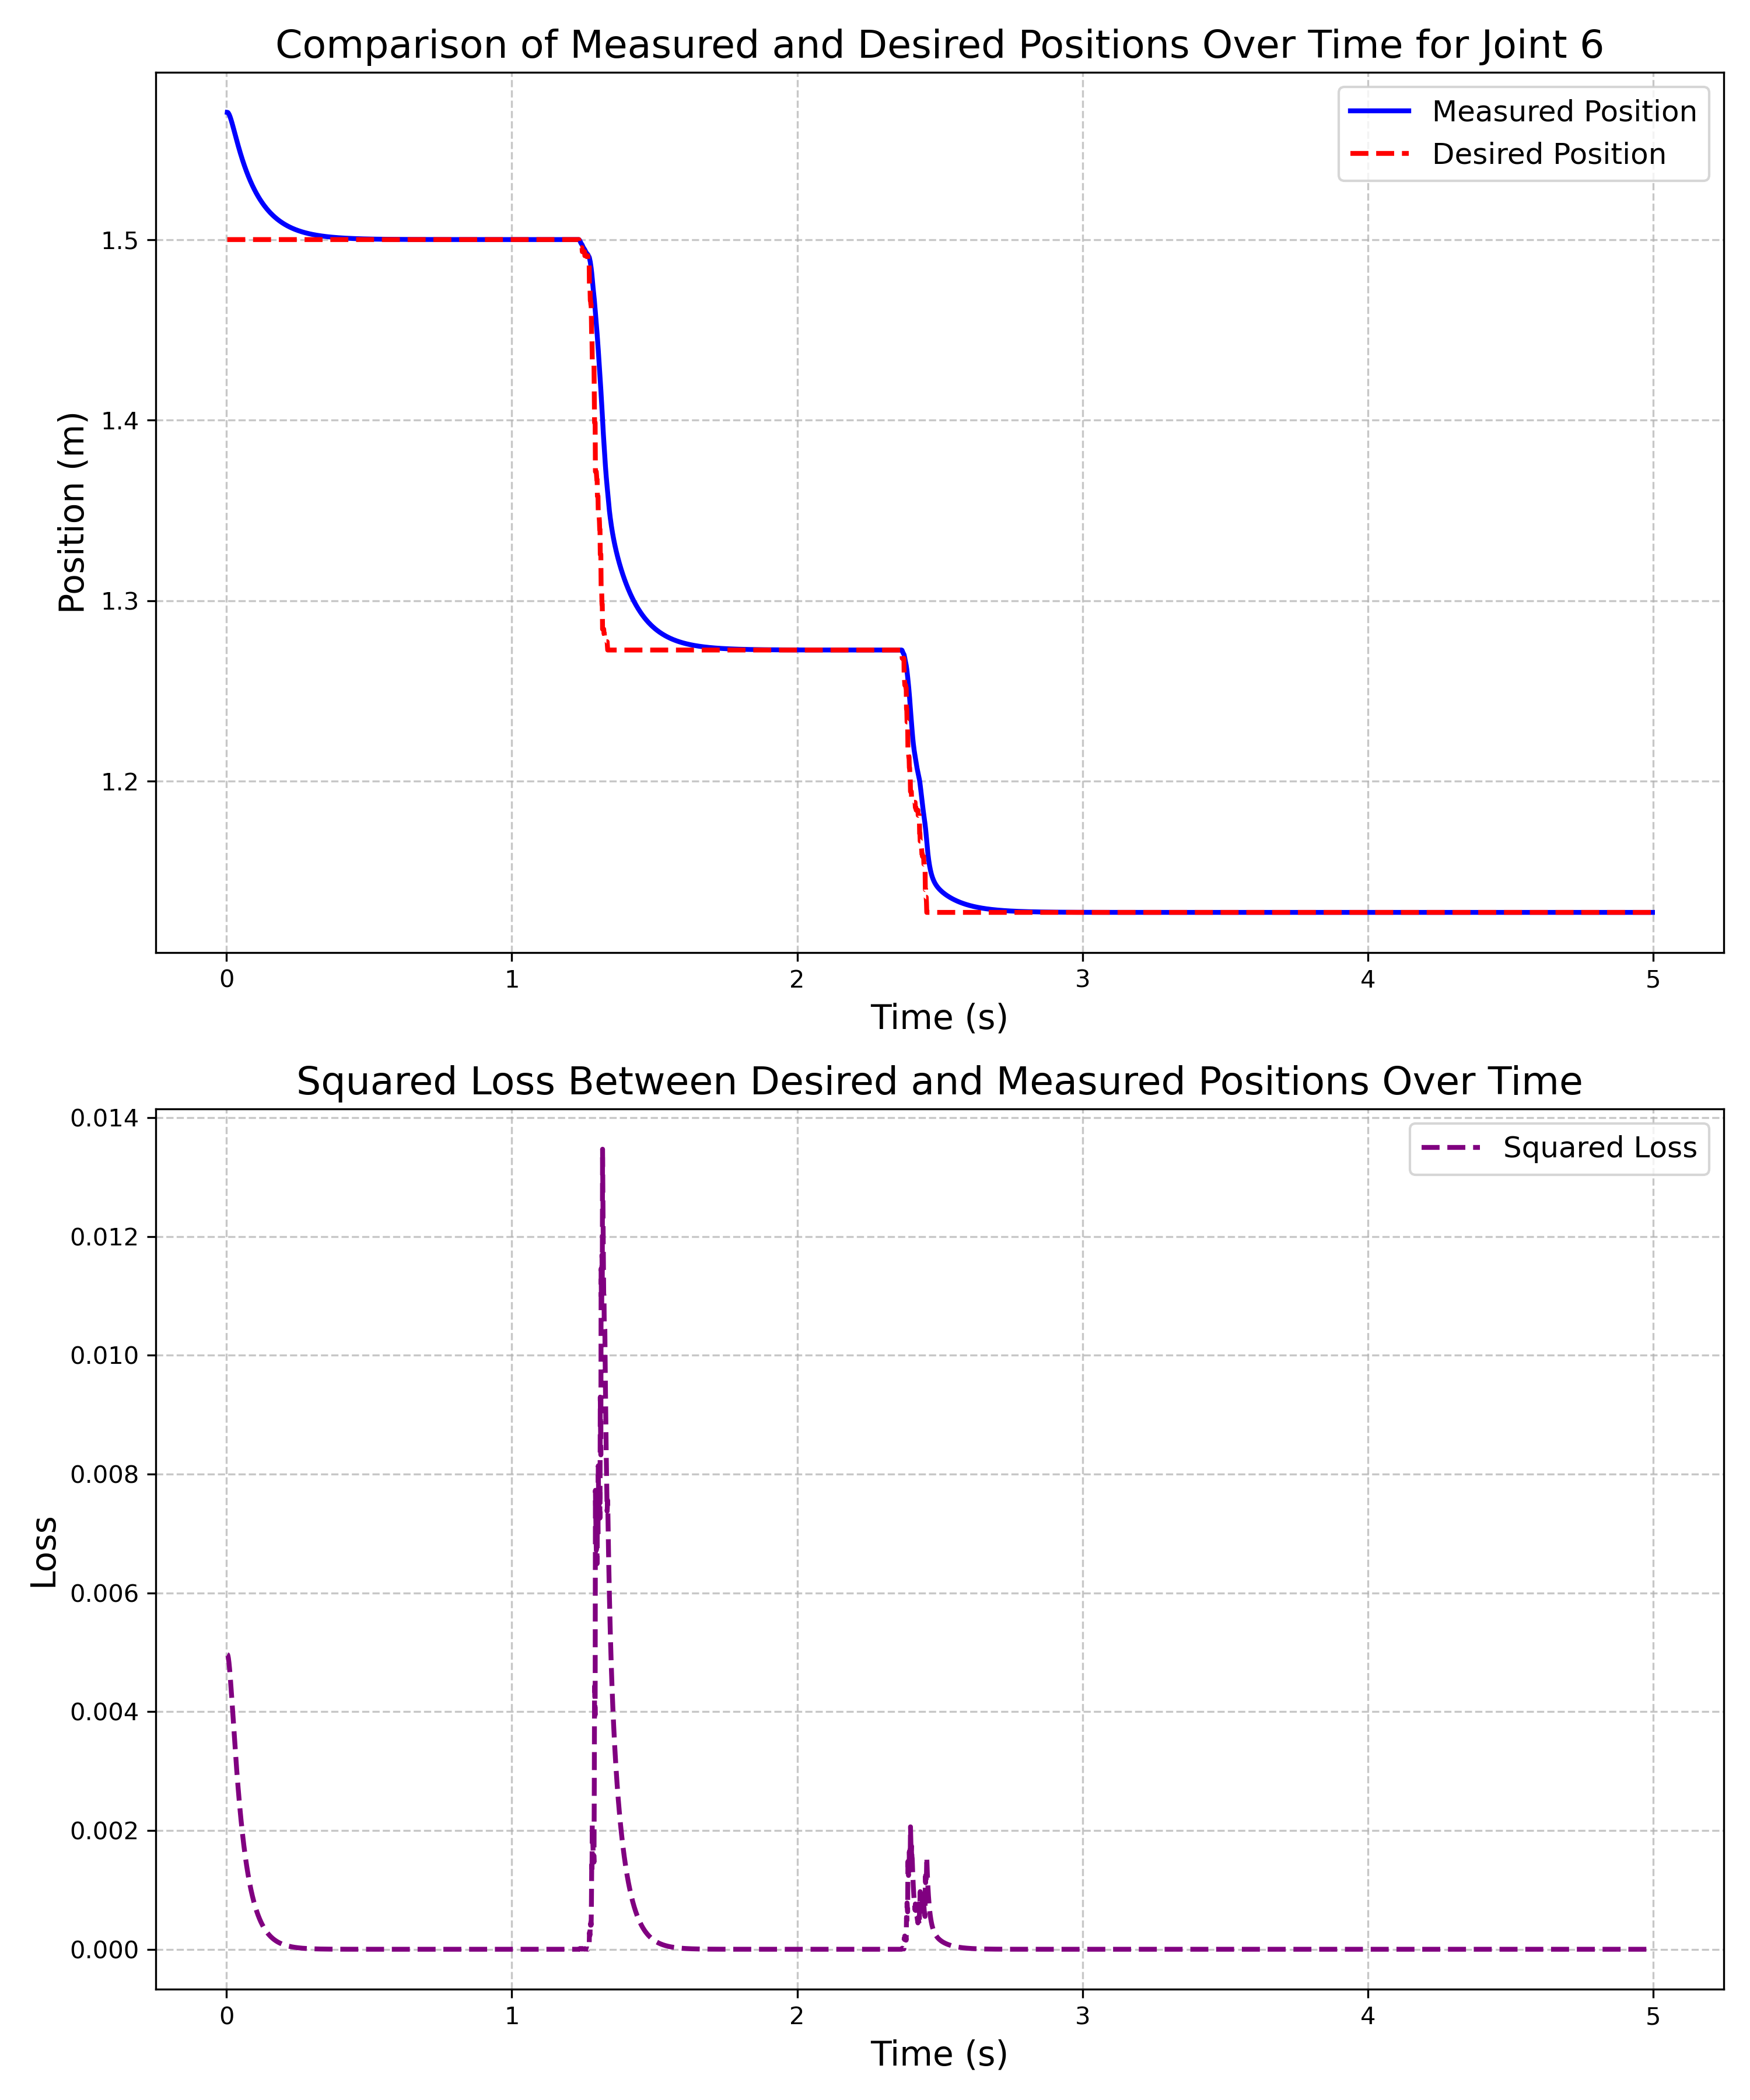 Comparison of Measured and Desired Positions Over Time for Joint 6
Measured Position
Desired Position
Position (m)
1.5
1.4
1.3
1.2
0 1 2 3 4 5
Time (s)
Squared Loss Between Desired and Measured Positions Over Time
Squared Loss
Loss
0.014
0.012
0.010
0.008
0.006
0.004
0.002
0.000
0 1 2 3 4 5
Time (s)